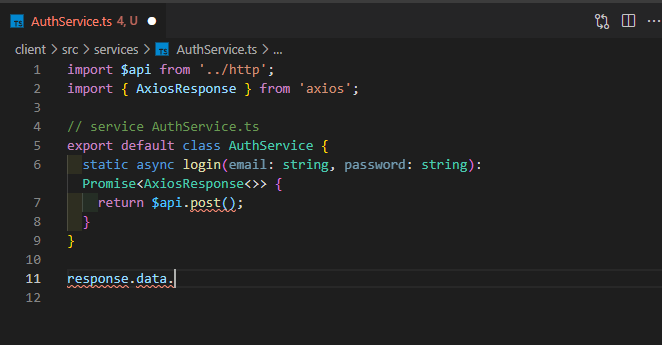 TS AuthService.ts 4, U
client > src > services > TS AuthService.ts > ...
1 import $api from '../http';
2 import { AxiosResponse } from 'axios';
3
4 // service AuthService.ts
5 export default class AuthService {
6 static async login(email: string, password: string):
Promise<AxiosResponse<>> {
7 return $api.post();
8 }
9 }
10
11 response.data.
12